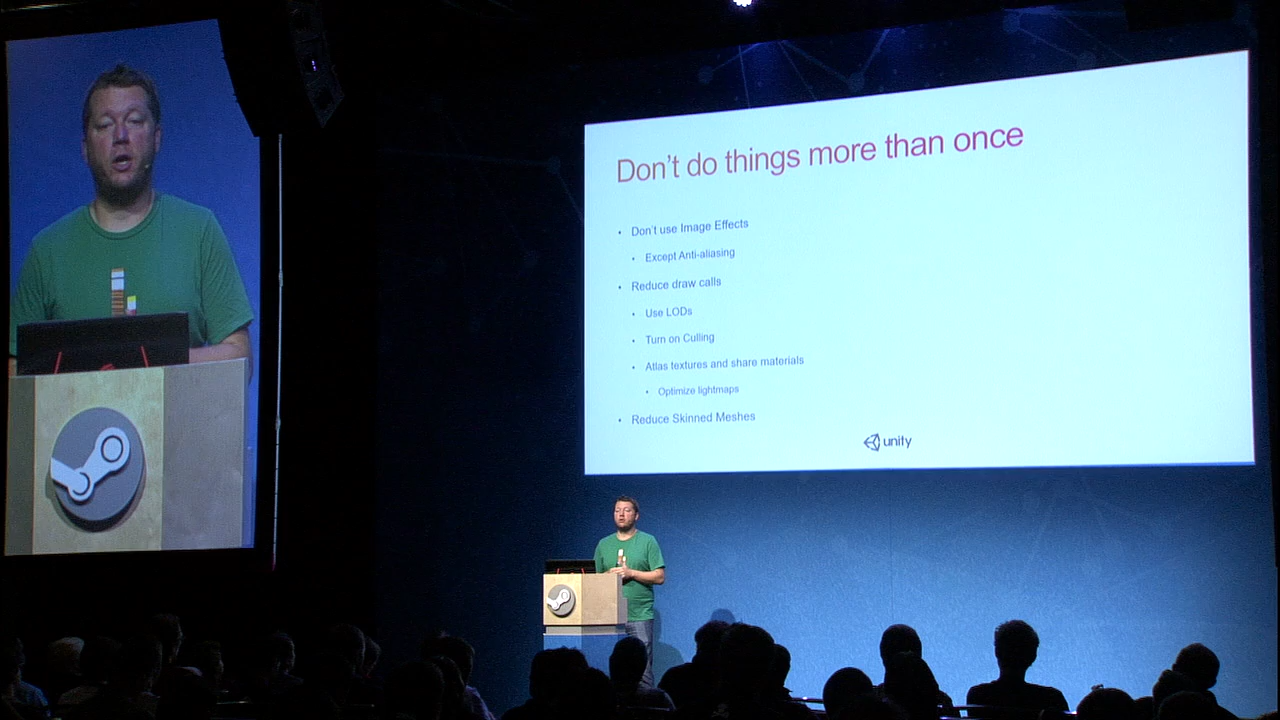 Don't do things more than once
• Don't use Image Effects
• Except Anti-aliasing
• Reduce draw calls
• Use LODs
• Turn on Culling
• Atlas textures and share materials
• Optimize lightmaps
• Reduce Skinned Meshes
unity